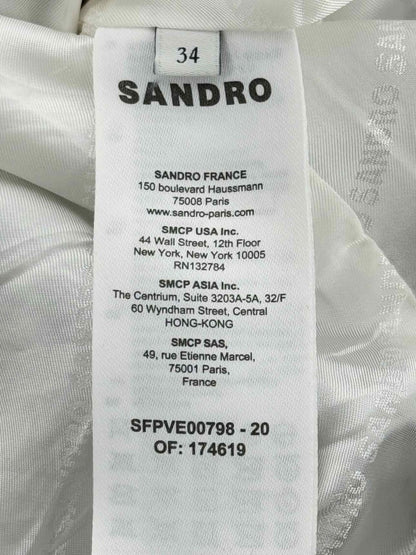 34
SANDRO
SANDRO FRANCE
150 boulevard Haussmann
75008 Paris
www.sandro-paris.com
SMCP USA Inc.
44 Wall Street, 12th Floor
New York, New York 10005
RN132784
SMCP ASIA Inc.
The Centrium, Suite 3203A-5A, 32/F
60 Wyndham Street, Central
HONG-KONG
SMCP SAS,
49, rue Etienne Marcel,
75001 Paris,
France
SFPVE00798 - 20
OF: 174619
SANDRO